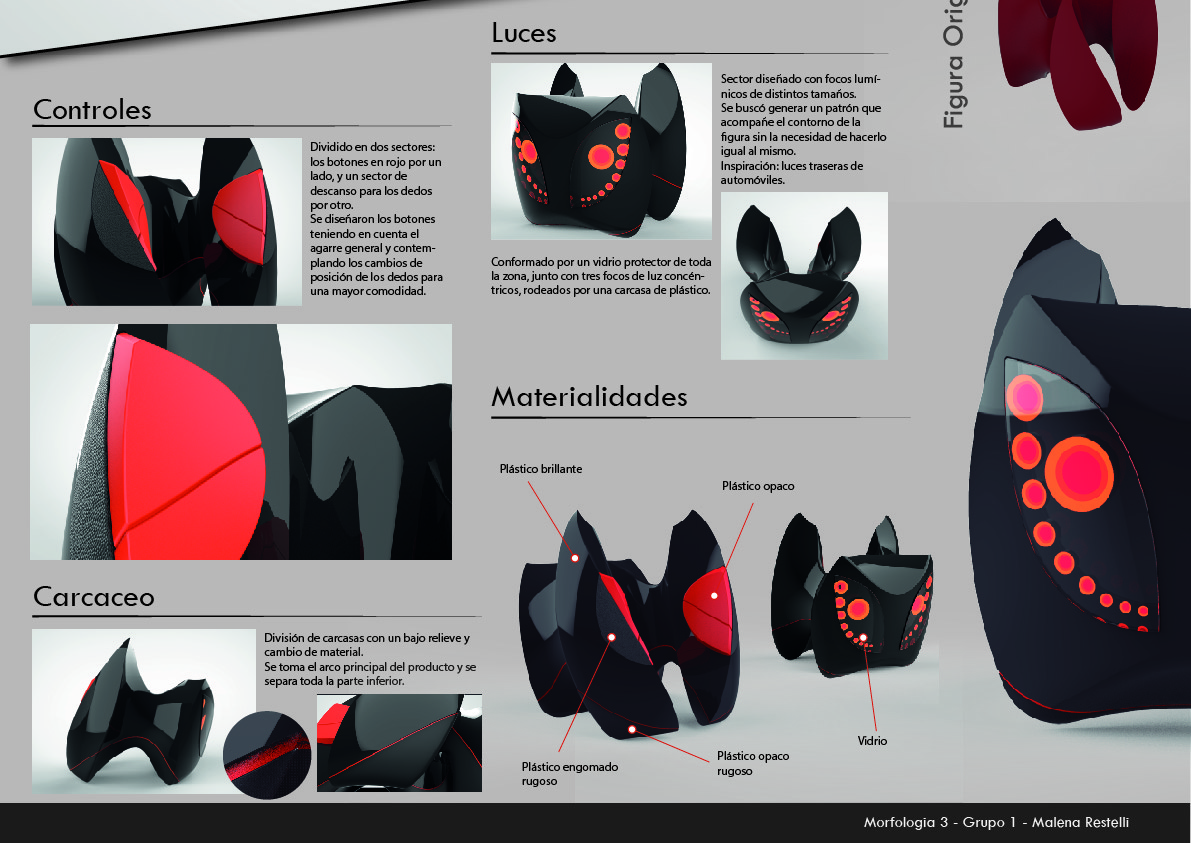 Controles
Dividido en dos sectores:
los botones en rojo por un
lado, y un sector de
descanso para los dedos
por otro.
Se diseñaron los botones
teniendo en cuenta el
agarre general y contem-
plando los cambios de
posición de los dedos para
una mayor comodidad.
Carcaceo
División de carcasas con un bajo relieve y
cambio de material.
Se toma el arco principal del producto y se
separa toda la parte inferior.
Luces
Sector diseñado con focos lumí-
nicos de distintos tamaños.
Se buscó generar un patrón que
acompañe el contorno de la
figura sin la necesidad de hacerlo
igual al mismo.
Inspiración: luces traseras de
automóviles.
Conformado por un vidrio protector de toda
la zona, junto con tres focos de luz concén-
tricos, rodeados por una carcasa de plástico.
Materialidades
Plástico brillante
Plástico opaco
Plástico engomado
rugoso
Plástico opaco
rugoso
Vidrio
Figura Orig
Morfologia 3 - Grupo 1 - Malena Restelli